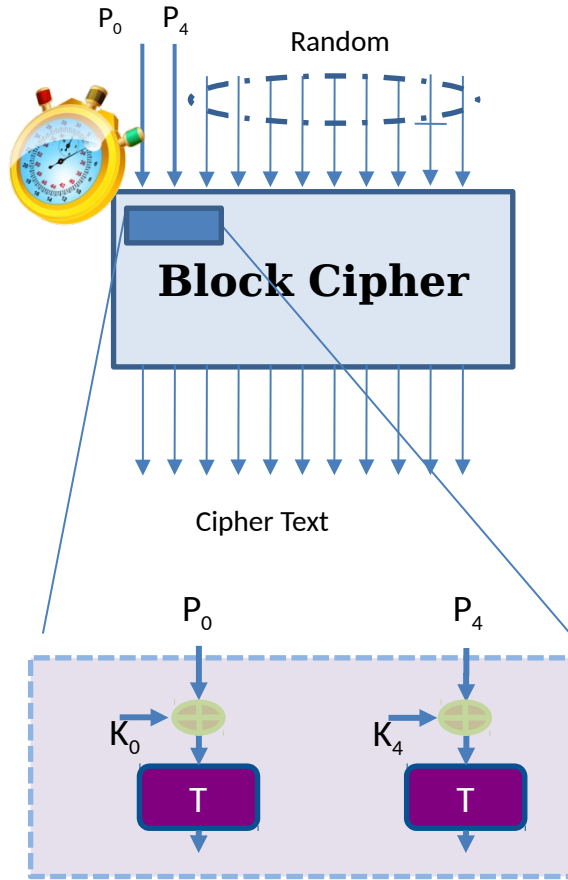 P₀ P₄
Random
Block Cipher
Cipher Text
P₀ P₄
K₀ K₄
T T